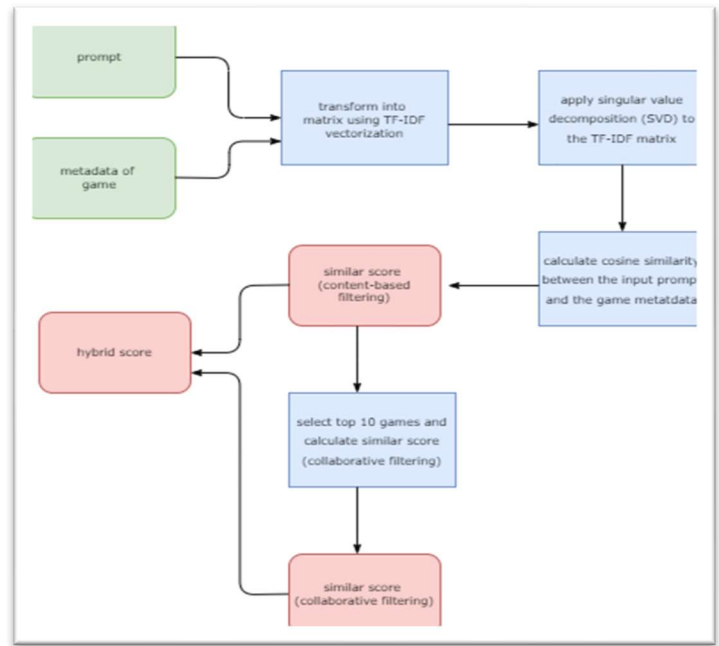 prompt
metadata of
game
transform into
matrix using TF-IDF
vectorization
apply singular value
decomposition (SVD) to
the TF-IDF matrix
calculate cosine similarity
between the input promp
and the game metatdata
similar score
(content-based
filtering)
hybrid score
select top 10 games and
calculate similar score
(collaborative filtering)
similar score
(collaborative filtering)